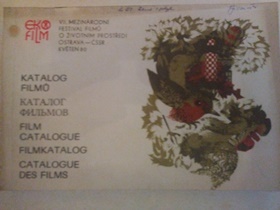 EKO
FILM
VII. MEZINÁRODNÍ
FESTIVAL FILMŮ
O ŽIVOTNÍM PROSTŘEDÍ
OSTRAVA – ČSSR
KVĚTEN
KATALOG
FILMŮ
КАТАЛОГ
ФИЛЬМОВ
FILM
CATALOGUE
FILMKATALOG
CATALOGUE
DES FILMS